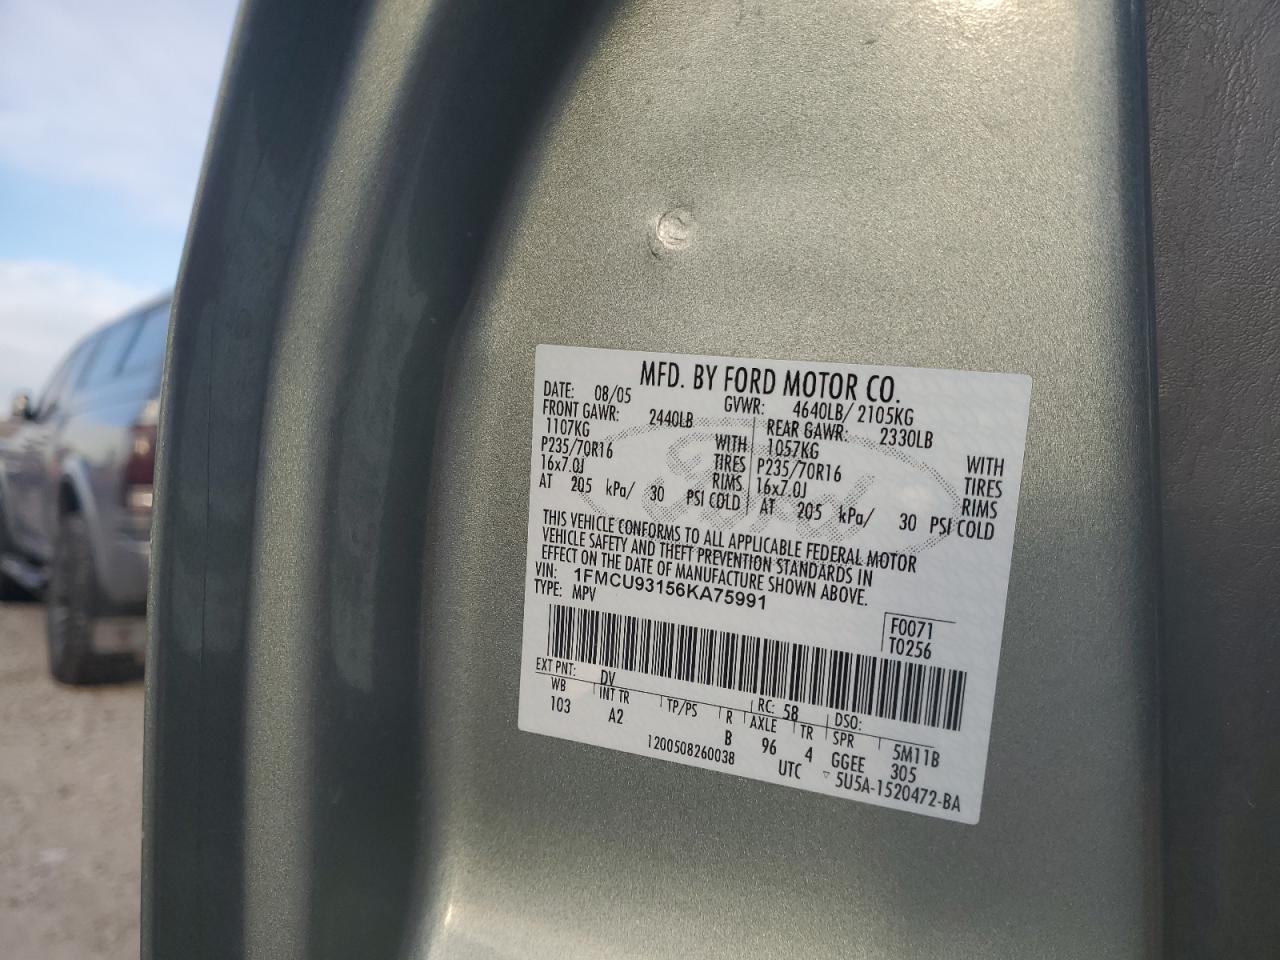 MFD. BY FORD MOTOR CO.
DATE: 08/05 GVWR: 4640LB/ 2105KG
FRONT GAWR: 2440LB REAR GAWR: 2330LB
1107KG WITH 1057KG WITH
P235/70R16 TIRES P235/70R16 TIRES
16x7.0J RIMS 16x7.0J RIMS
AT 205 kPa/ 30 PSI COLD AT 205 kPa/ 30 PSI COLD
THIS VEHICLE CONFORMS TO ALL APPLICABLE FEDERAL MOTOR
VEHICLE SAFETY AND THEFT PREVENTION STANDARDS IN
EFFECT ON THE DATE OF MANUFACTURE SHOWN ABOVE.
VIN: 1FMCU93156KA75991
TYPE: MPV
F0071
T0256
EXT PNT: DV RC: 58 DSO:
WB INT TR TP/PS R AXLE TR SPR 5M11B
103 A2 B 96 4 GGEE 305
1200508260038 UTC ▽ 5U5A-1520472-BA
Ford